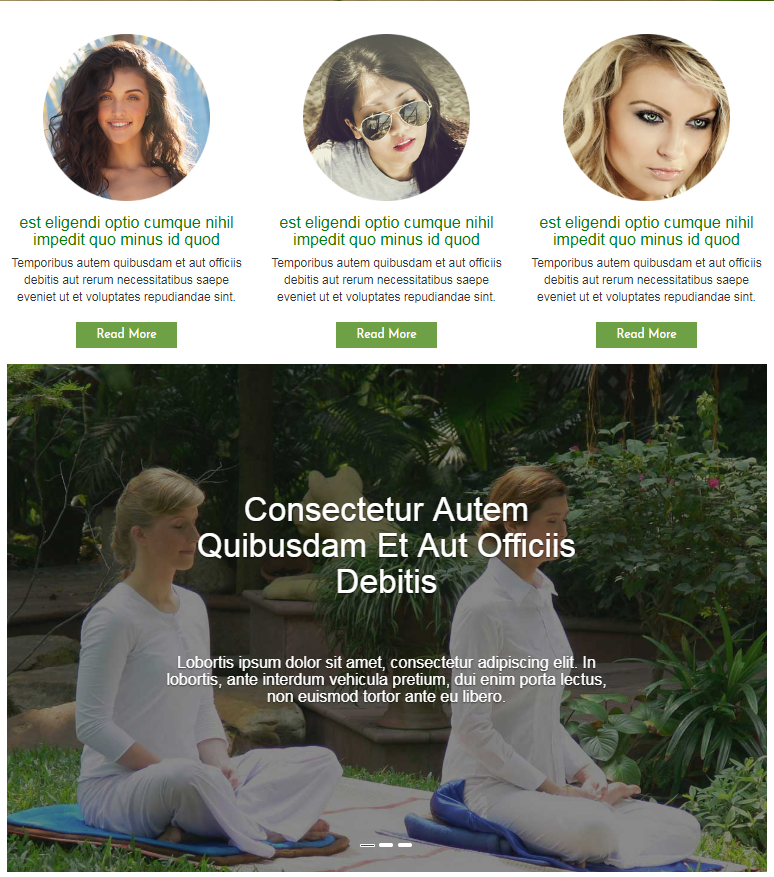 est eligendi optio cumque nihil
impedit quo minus id quod
Temporibus autem quibusdam et aut officiis
debitis aut rerum necessitatibus saepe
eveniet ut et voluptates repudiandae sint.
Read More
est eligendi optio cumque nihil
impedit quo minus id quod
Temporibus autem quibusdam et aut officiis
debitis aut rerum necessitatibus saepe
eveniet ut et voluptates repudiandae sint.
Read More
est eligendi optio cumque nihil
impedit quo minus id quod
Temporibus autem quibusdam et aut officiis
debitis aut rerum necessitatibus saepe
eveniet ut et voluptates repudiandae sint.
Read More
Consectetur Autem
Quibusdam Et Aut Officiis
Debitis
Lobortis ipsum dolor sit amet, consectetur adipiscing elit. In
lobortis, ante interdum vehicula pretium, dui enim porta lectus,
non euismod tortor ante eu libero.